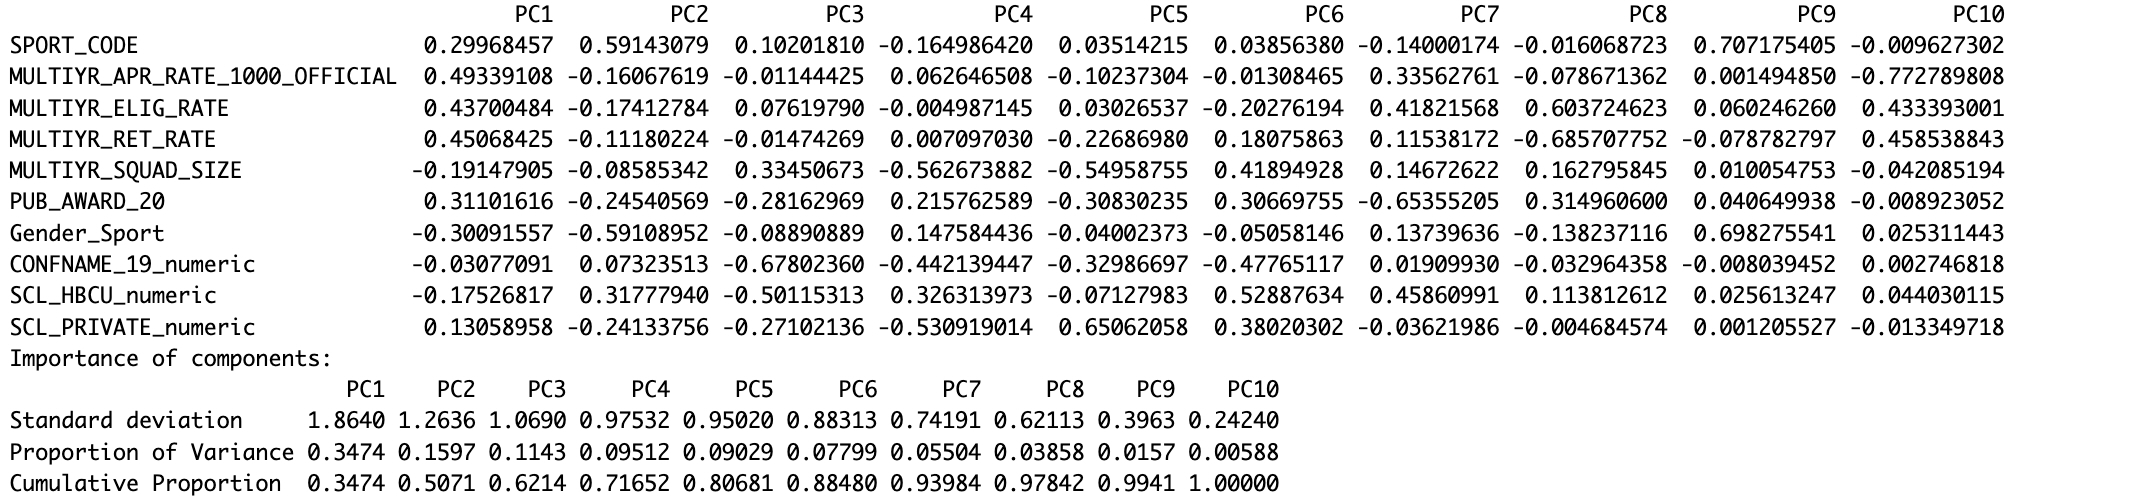 PC1 PC2 PC3 PC4 PC5 PC6 PC7 PC8 PC9 PC10
SPORT_CODE 0.29968457 0.59143079 0.10201810 -0.164986420 0.03514215 0.03856380 -0.14000174 -0.016068723 0.707175405 -0.009627302
MULTIYR_APR_RATE_1000_OFFICIAL 0.49339108 -0.16067619 -0.01144425 0.062646508 -0.10237304 -0.01308465 0.33562761 -0.078671362 0.001494850 -0.772789808
MULTIYR_ELIG_RATE 0.43700484 -0.17412784 0.07619790 -0.004987145 0.03026537 -0.20276194 0.41821568 0.603724623 0.060246260 0.433393001
MULTIYR_RET_RATE 0.45068425 -0.11180224 -0.01474269 0.007097030 -0.22686980 0.18075863 0.11538172 -0.685707752 -0.078782797 0.458538843
MULTIYR_SQUAD_SIZE -0.19147905 -0.08585342 0.33450673 -0.562673882 -0.54958755 0.41894928 0.14672622 0.162795845 0.010054753 -0.042085194
PUB_AWARD_20 0.31101616 -0.24540569 -0.28162969 0.215762589 -0.30830235 0.30669755 -0.65355205 0.314960600 0.040649938 -0.008923052
Gender_Sport -0.30091557 -0.59108952 -0.08890889 0.147584436 -0.04002373 -0.05058146 0.13739636 -0.138237116 0.698275541 0.025311443
CONFNAME_19_numeric -0.03077091 0.07323513 -0.67802360 -0.442139447 -0.32986697 -0.47765117 0.01909930 -0.032964358 -0.008039452 0.002746818
SCL_HBCU_numeric -0.17526817 0.31777940 -0.50115313 0.326313973 -0.07127983 0.52887634 0.45860991 0.113812612 0.025613247 0.044030115
SCL_PRIVATE_numeric 0.13058958 -0.24133756 -0.27102136 -0.530919014 0.65062058 0.38020302 -0.03621986 -0.004684574 0.001205527 -0.013349718
Importance of components:
PC1 PC2 PC3 PC4 PC5 PC6 PC7 PC8 PC9 PC10
Standard deviation 1.8640 1.2636 1.0690 0.97532 0.95020 0.88313 0.74191 0.62113 0.3963 0.24240
Proportion of Variance 0.3474 0.1597 0.1143 0.09512 0.09029 0.07799 0.05504 0.03858 0.0157 0.00588
Cumulative Proportion 0.3474 0.5071 0.6214 0.71652 0.80681 0.88480 0.93984 0.97842 0.9941 1.00000